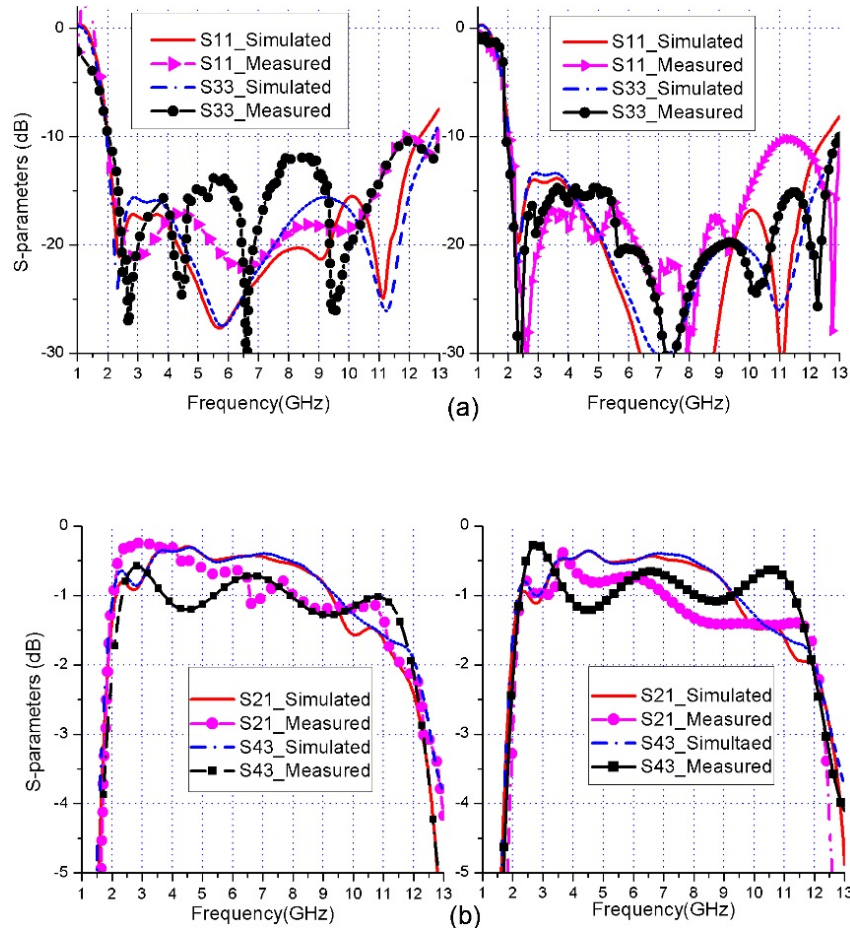 S-parameters (dB)
0
-10
-20
-30
S11_Simulated
S11_Measured
S33_Simulated
S33_Measured
1 2 3 4 5 6 7 8 9 10 11 12 13
Frequency(GHz)
0
-10
-20
-30
S11_Simulated
S11_Measured
S33_Simulated
S33_Measured
1 2 3 4 5 6 7 8 9 10 11 12 13
Frequency(GHz)
(a)
S-parameters (dB)
0
-1
-2
-3
-4
-5
S21_Simulated
S21_Measured
S43_Simulated
S43_Measured
1 2 3 4 5 6 7 8 9 10 11 12 13
Frequency(GHz)
0
-1
-2
-3
-4
-5
S21_Simulated
S21_Measured
S43_Simultaed
S43_Measured
1 2 3 4 5 6 7 8 9 10 11 12 13
Frequency(GHz)
(b)